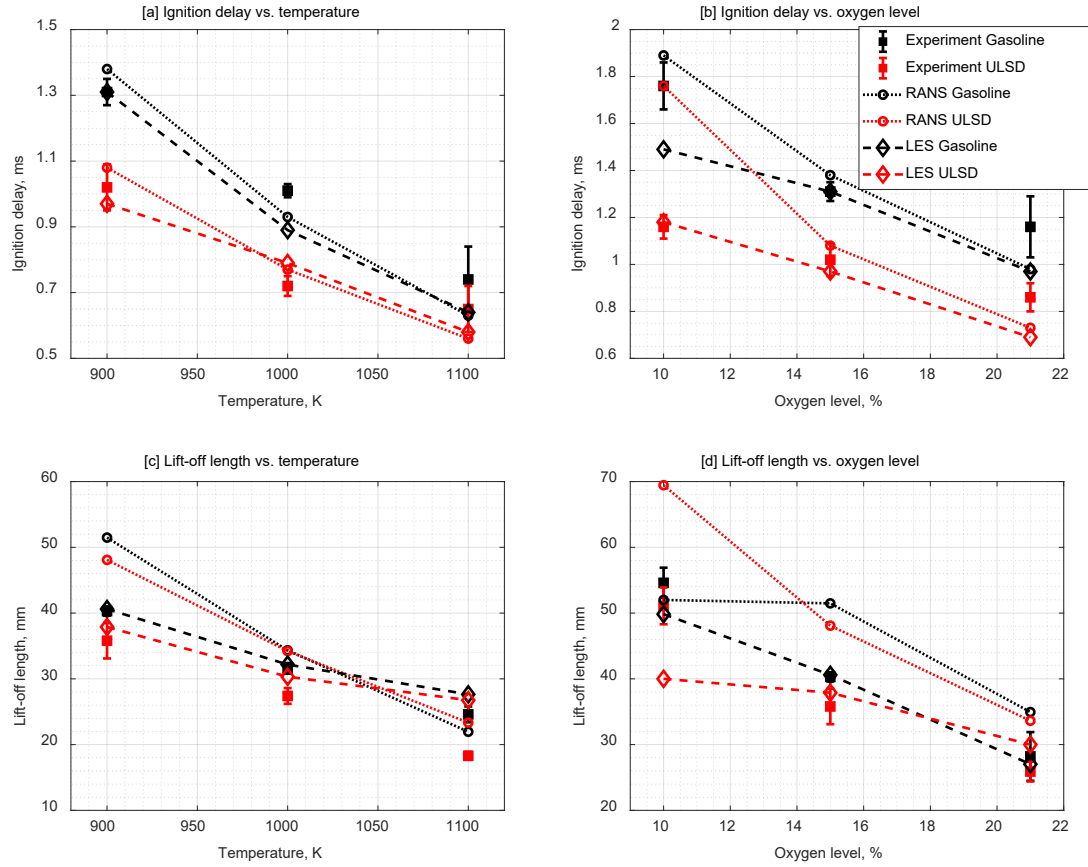 [a] Ignition delay vs. temperature
1.5
1.3
1.1
0.9
0.7
0.5
Ignition delay, ms
900
950
1000
1050
1100
Temperature, K
[b] Ignition delay vs. oxygen level
2
1.8
1.6
1.4
1.2
1
0.8
0.6
Ignition delay, ms
10
12
14
16
18
20
22
Oxygen level, %
Experiment Gasoline
Experiment ULSD
RANS Gasoline
RANS ULSD
LES Gasoline
LES ULSD
[c] Lift-off length vs. temperature
60
50
40
30
20
10
Lift-off length, mm
900
950
1000
1050
1100
Temperature, K
[d] Lift-off length vs. oxygen level
70
60
50
40
30
20
Lift-off length, mm
10
12
14
16
18
20
22
Oxygen level, %